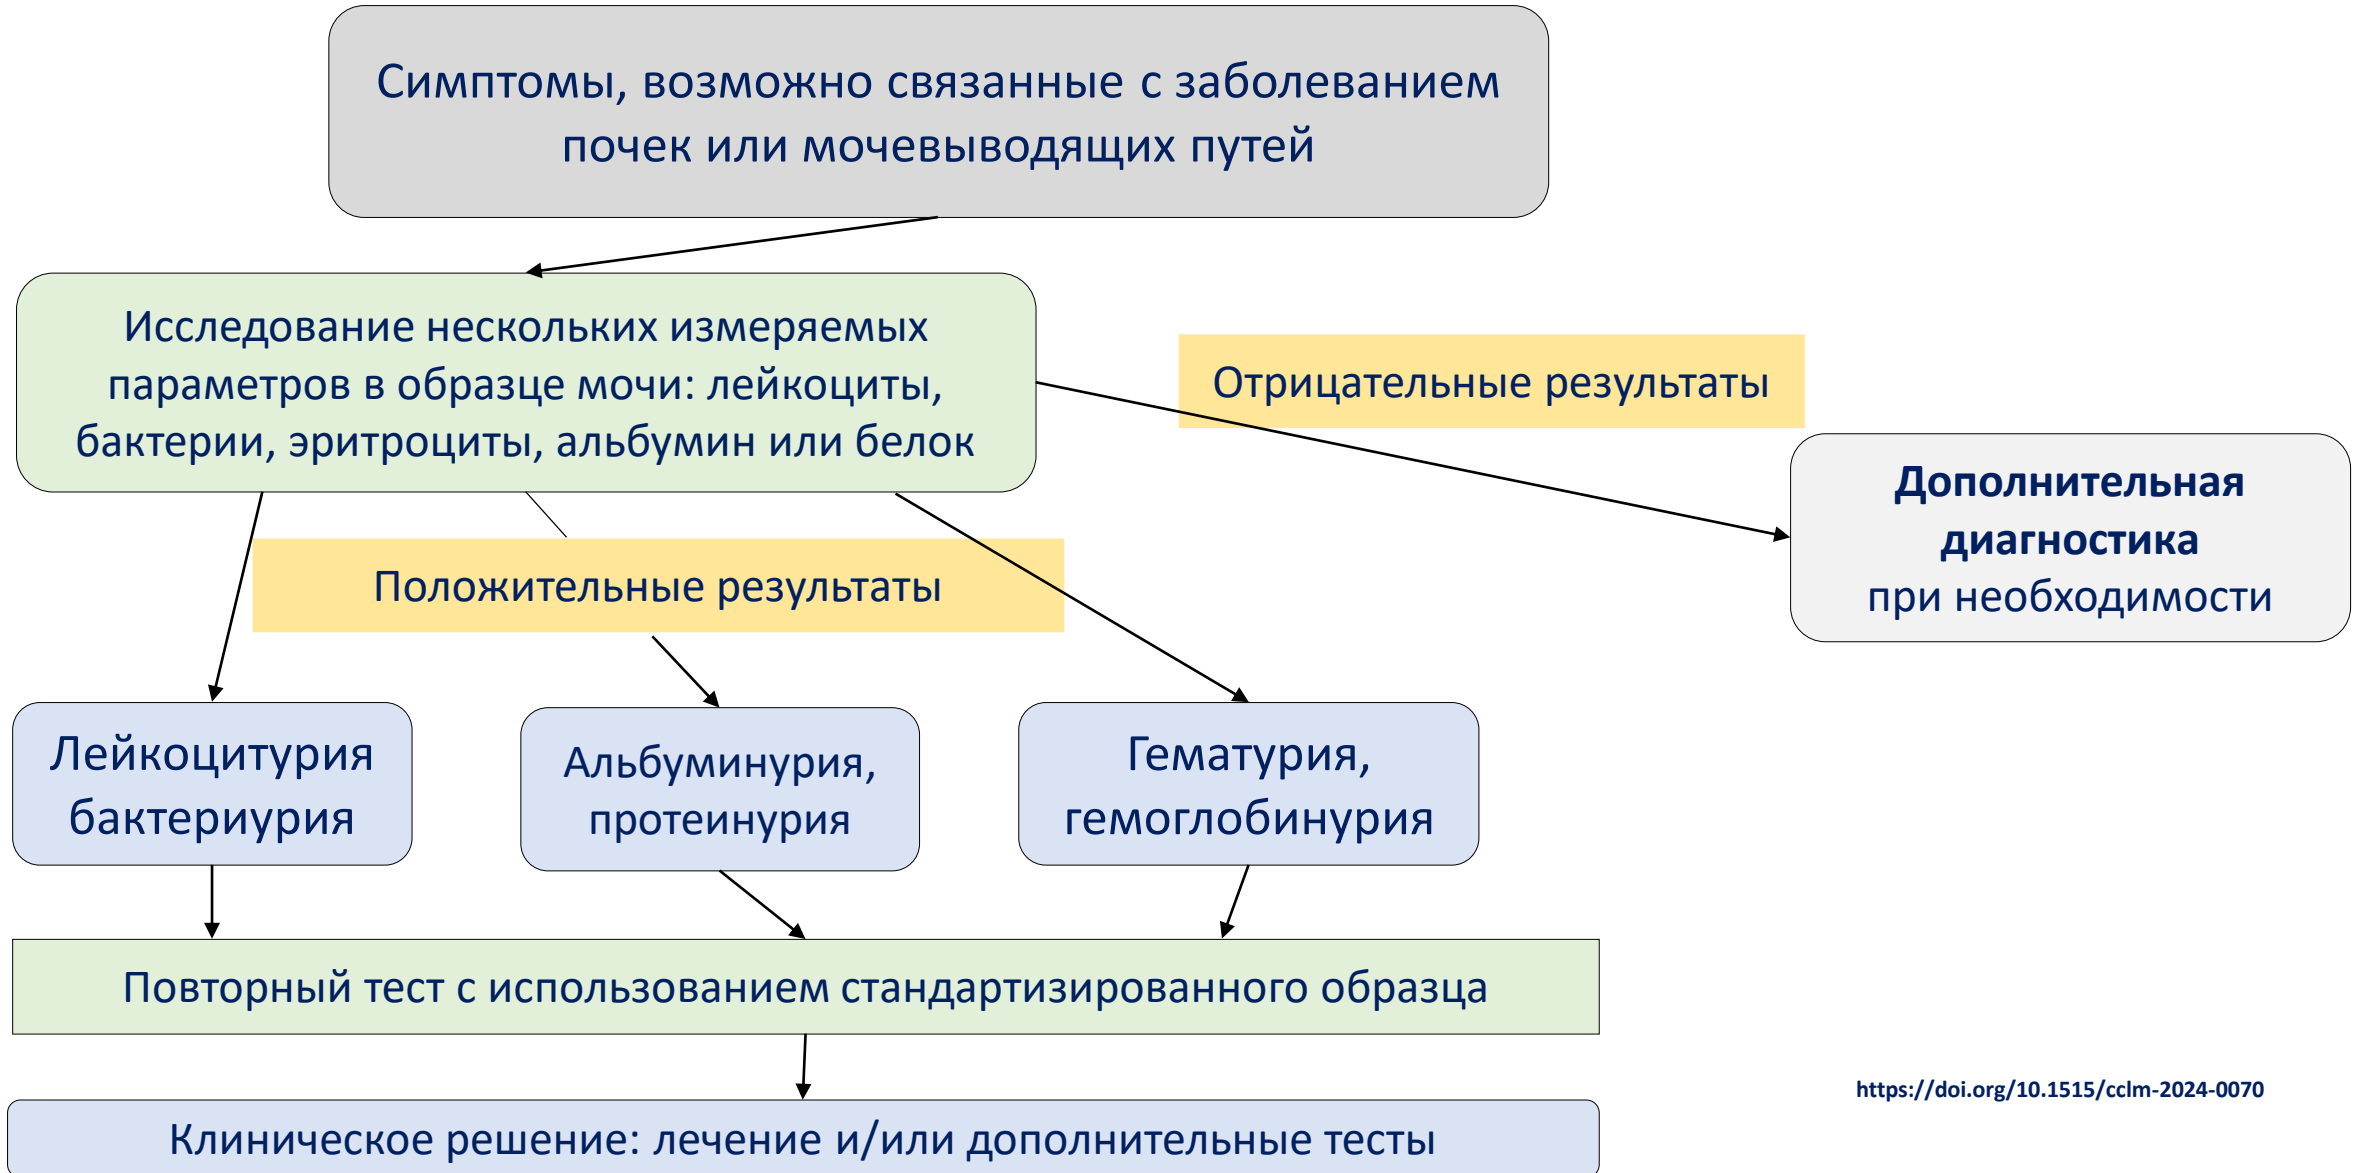 Симптомы, возможно связанные с заболеванием
почек или мочевыводящих путей
Исследование нескольких измеряемых
параметров в образце мочи: лейкоциты,
бактерии, эритроциты, альбумин или белок
Отрицательные результаты
Дополнительная
диагностика
при необходимости
Положительные результаты
Лейкоцитурия
бактериурия
Альбуминурия,
протеинурия
Гематурия,
гемоглобинурия
Повторный тест с использованием стандартизированного образца
Клиническое решение: лечение и/или дополнительные тесты
https://doi.org/10.1515/cclm-2024-0070